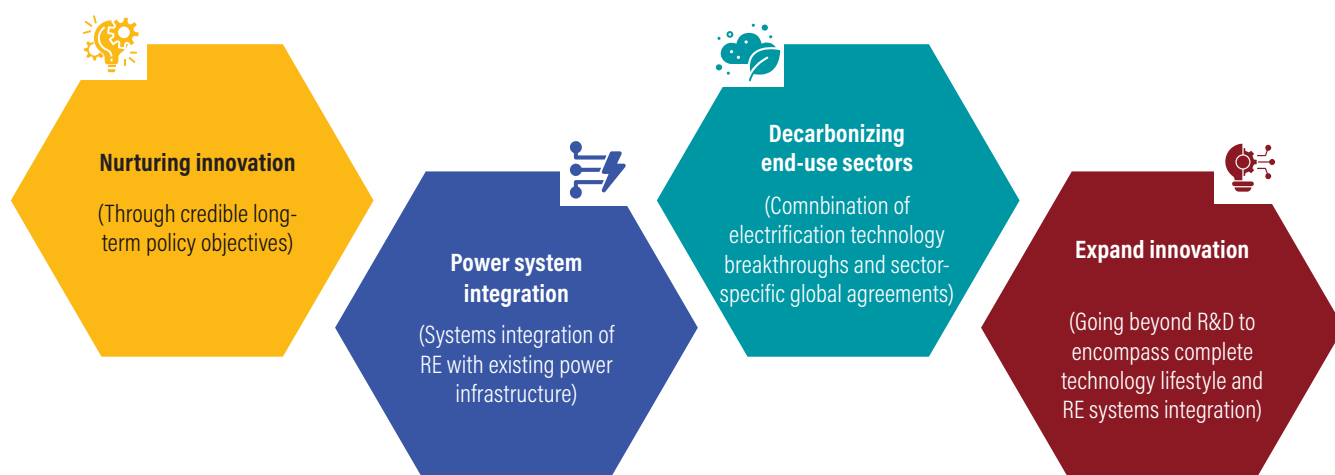 Nurturing innovation
(Through credible long-
term policy objectives)
Power system
integration
(Systems integration of
RE with existing power
infrastructure)
Decarbonizing
end-use sectors
(Comnbination of
electrification technology
breakthroughs and sector-
specific global agreements)
Expand innovation
(Going beyond R&D to
encompass complete
technology lifestyle and
RE systems integration)